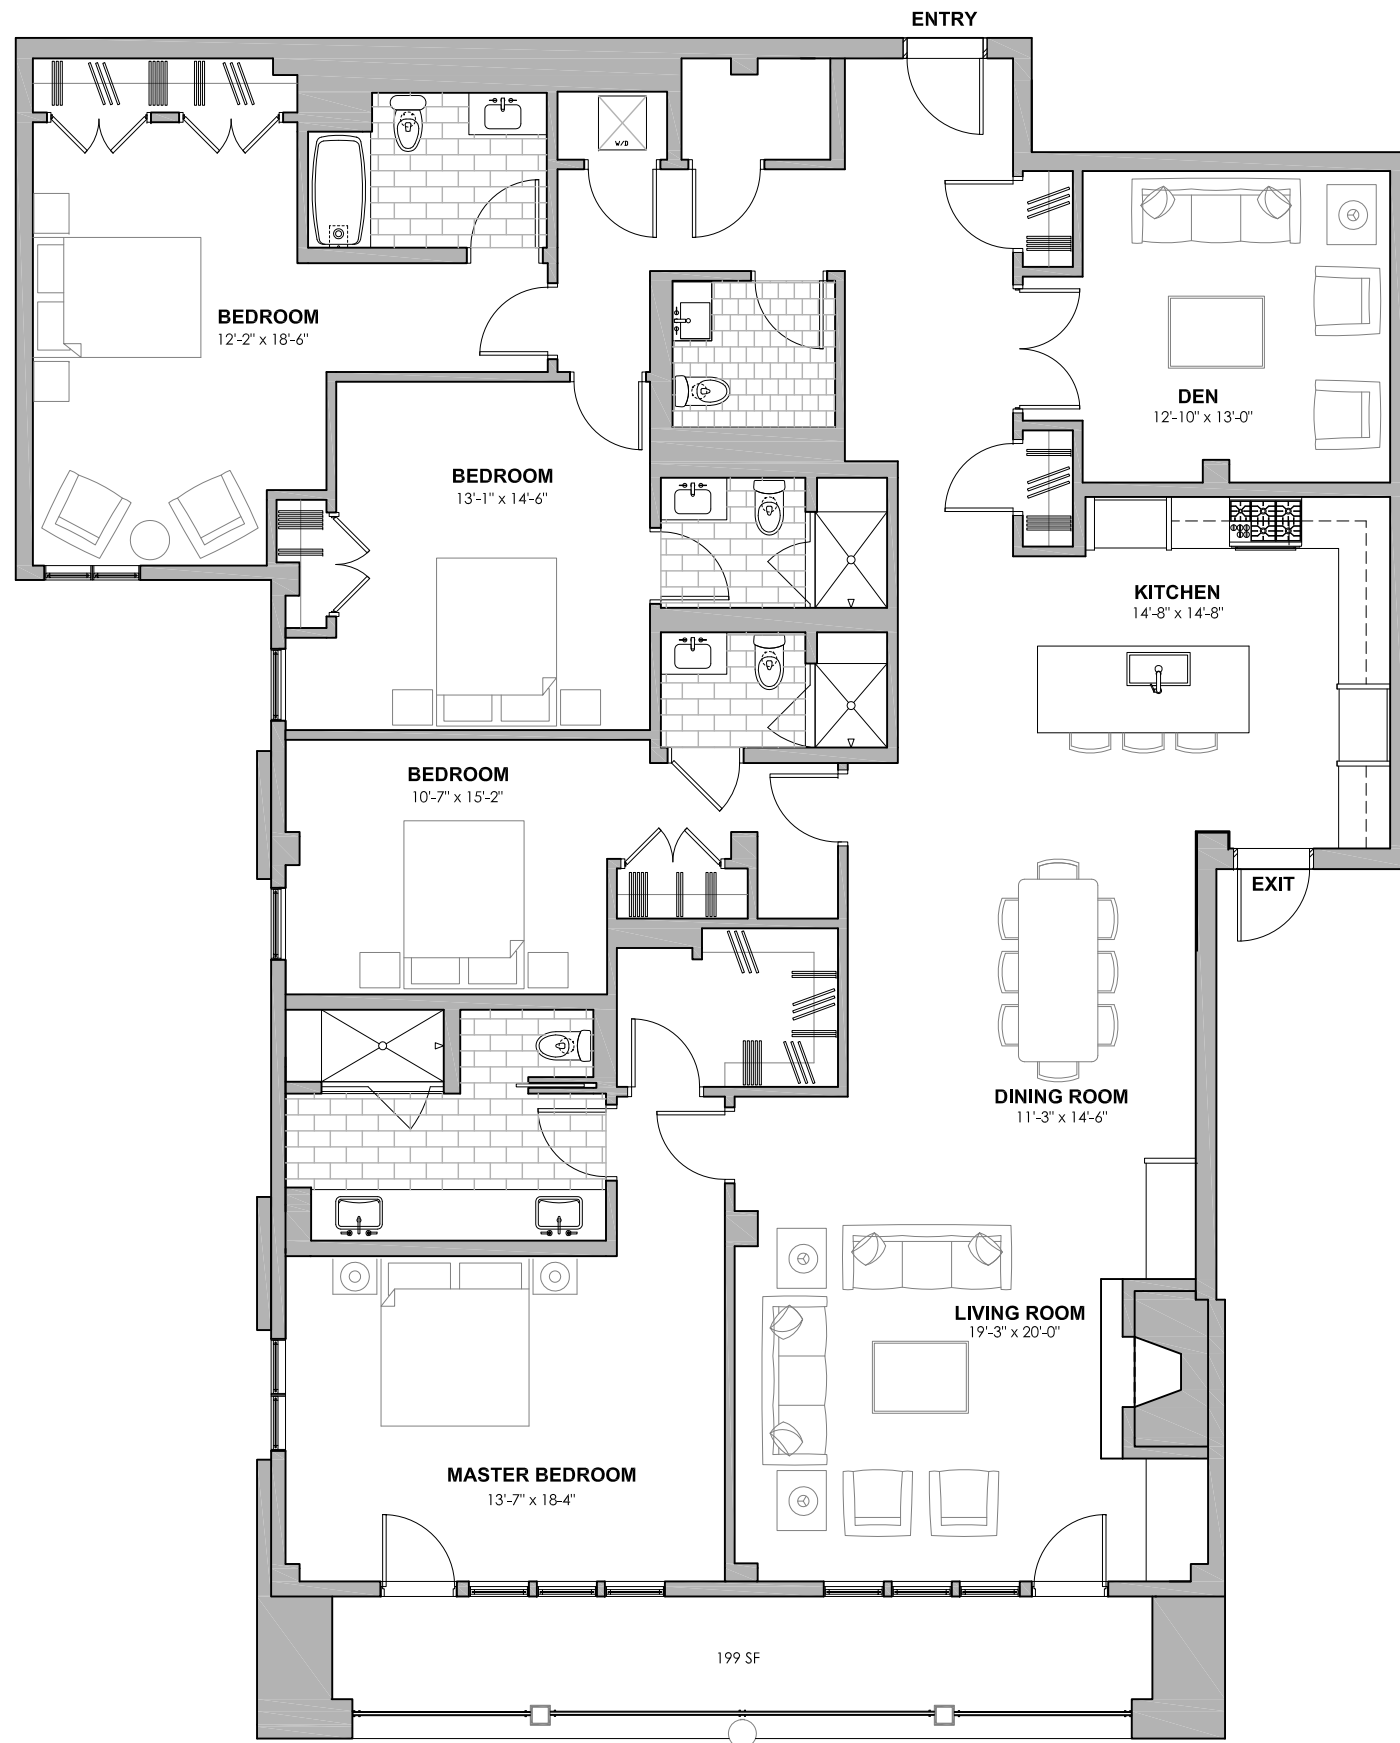 ENTRY
W/D
BEDROOM
12'-2" x 18'-6"
DEN
12'-10" x 13'-0"
BEDROOM
13'-1" x 14'-6"
KITCHEN
14'-8" x 14'-8"
BEDROOM
10'-7" x 15'-2"
EXIT
DINING ROOM
11'-3" x 14'-6"
LIVING ROOM
19'-3" x 20'-0"
MASTER BEDROOM
13'-7" x 18-4"
199 SF